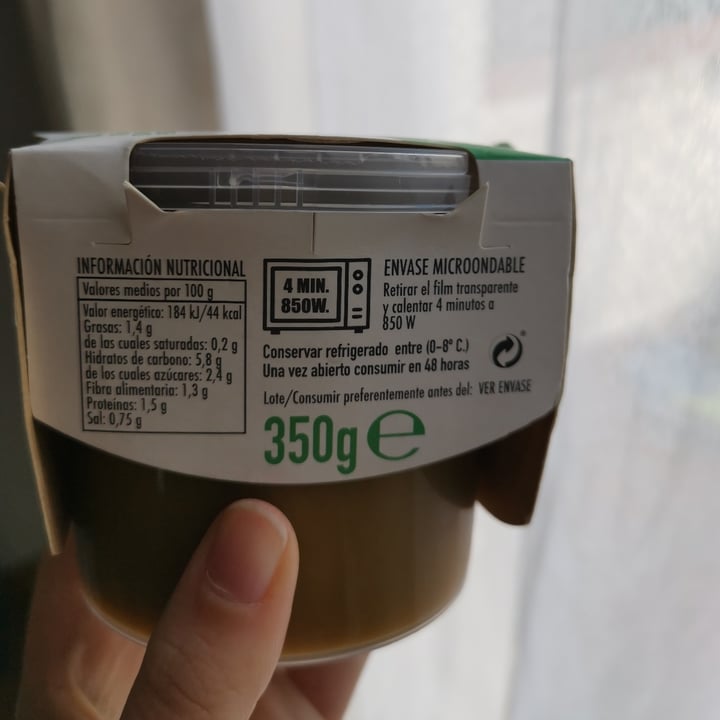 INFORMACIÓN NUTRICIONAL
Valores medios por 100 g
Valor energético: 184 kJ/44 kcal
Grasas: 1,4 g
de las cuales saturadas: 0,2 g
Hidratos de carbono: 5,8 g
de los cuales azúcares: 2,4 g
Fibra alimentaria: 1,3 g
Proteínas: 1,5 g
Sal: 0,75 g
4 MIN.
850W.
ENVASE MICROONDABLE
Retirar el film transparente
y calentar 4 minutos a
850 W
Conservar refrigerado entre (0-8º C.)
Una vez abierto consumir en 48 horas
Lote/Consumir preferentemente antes del: VER ENVASE
350g e